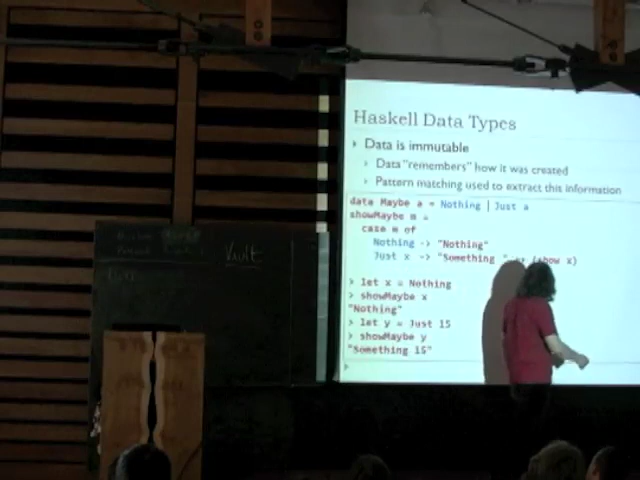 Haskell Data Types
Data is immutable
Data "remembers" how it was created
Pattern matching used to extract this information
data Maybe a = Nothing | Just a
showMaybe m =
case m of
Nothing -> "Nothing"
Just x -> "Something " (show x)
> let x = Nothing
> showMaybe x
"Nothing"
> let y = Just 15
> showMaybe y
"Something 15"
>
Vault